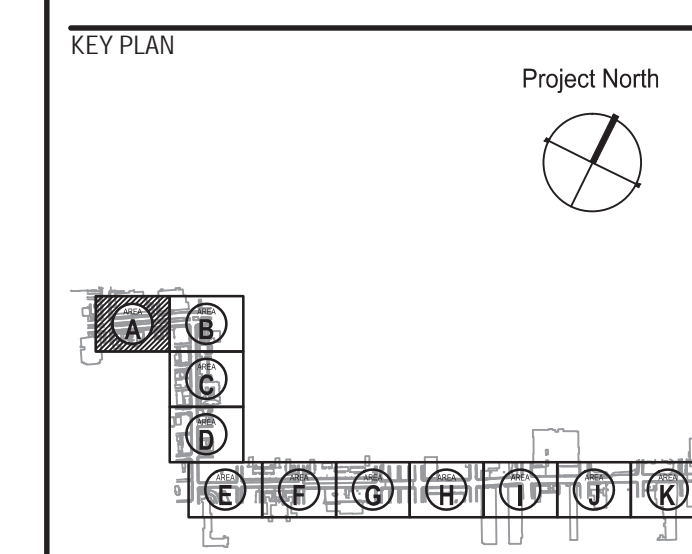 KEY PLAN
Project North
AREA
A
AREA
B
AREA
C
AREA
D
AREA
E
AREA
F
AREA
G
AREA
H
AREA
I
AREA
J
AREA
K